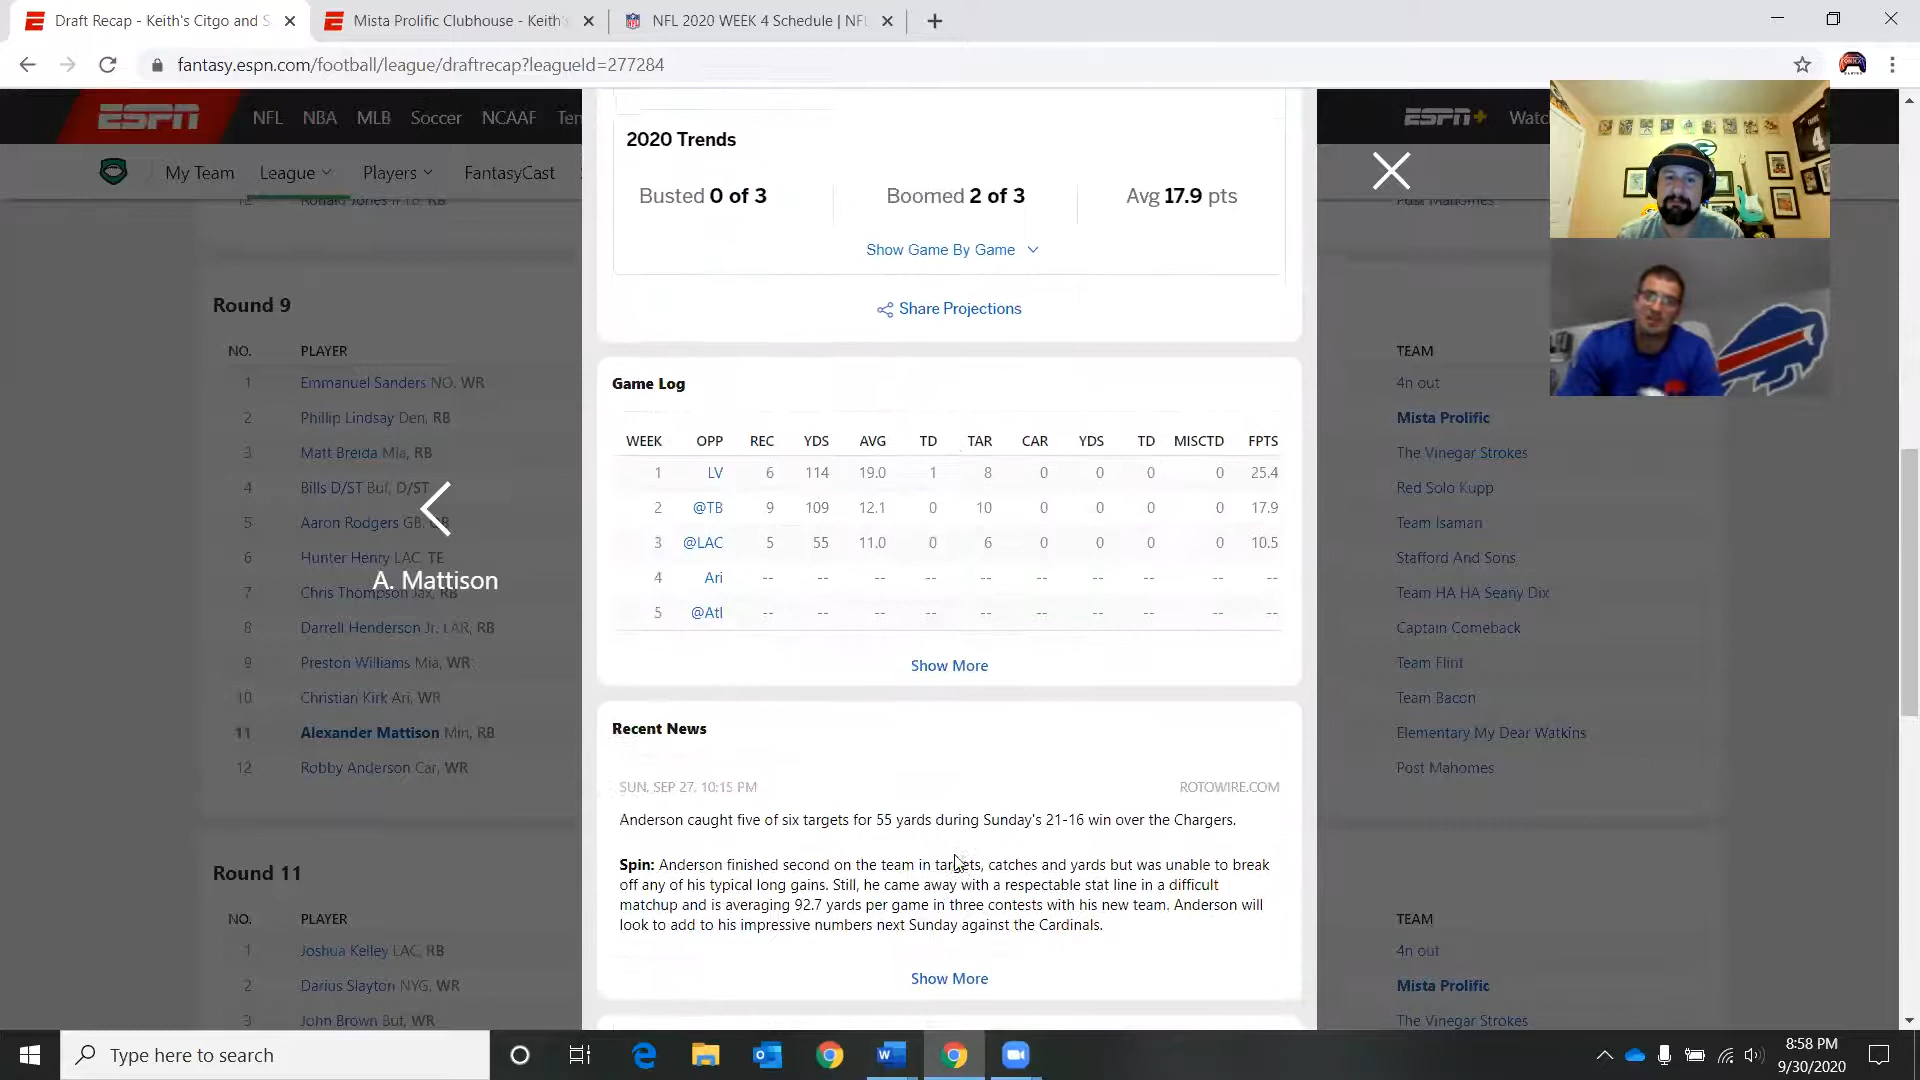 Draft Recap - Keith's Citgo and S
Mista Prolific Clubhouse - Keith's
NFL 2020 WEEK 4 Schedule | NFL
fantasy.espn.com/football/league/draftrecap?leagueId=277284
ESPN NFL NBA MLB Soccer NCAAF Ten ESPN+ Watc
My Team League Players FantasyCast
Ronald Jones II TB, RB
Post Mahomes
2020 Trends
Busted 0 of 3 Boomed 2 of 3 Avg 17.9 pts
Show Game By Game
Share Projections
Round 9
NO. PLAYER TEAM
1 Emmanuel Sanders NO, WR 4n out
2 Phillip Lindsay Den, RB Mista Prolific
3 Matt Breida Mia, RB The Vinegar Strokes
4 Bills D/ST Buf, D/ST Red Solo Kupp
5 Aaron Rodgers GB, QB Team Isaman
6 Hunter Henry LAC, TE Stafford And Sons
7 Chris Thompson Jax, RB Team HA HA Seany Dix
8 Darrell Henderson Jr. LAR, RB Captain Comeback
9 Preston Williams Mia, WR Team Flint
10 Christian Kirk Ari, WR Team Bacon
11 Alexander Mattison Min, RB Elementary My Dear Watkins
12 Robby Anderson Car, WR Post Mahomes
A. Mattison
Game Log
WEEK OPP REC YDS AVG TD TAR CAR YDS TD MISCTD FPTS
1 LV 6 114 19.0 1 8 0 0 0 0 25.4
2 @TB 9 109 12.1 0 10 0 0 0 0 17.9
3 @LAC 5 55 11.0 0 6 0 0 0 0 10.5
4 Ari -- -- -- -- -- -- -- -- -- --
5 @Atl -- -- -- -- -- -- -- -- -- --
Show More
Recent News
SUN, SEP 27, 10:15 PM ROTOWIRE.COM
Anderson caught five of six targets for 55 yards during Sunday's 21-16 win over the Chargers.
Spin: Anderson finished second on the team in targets, catches and yards but was unable to break
off any of his typical long gains. Still, he came away with a respectable stat line in a difficult
matchup and is averaging 92.7 yards per game in three contests with his new team. Anderson will
look to add to his impressive numbers next Sunday against the Cardinals.
Show More
Round 11
NO. PLAYER TEAM
1 Joshua Kelley LAC, RB 4n out
2 Darius Slayton NYG, WR Mista Prolific
3 John Brown Buf, WR The Vinegar Strokes
Type here to search
8:58 PM
9/30/2020